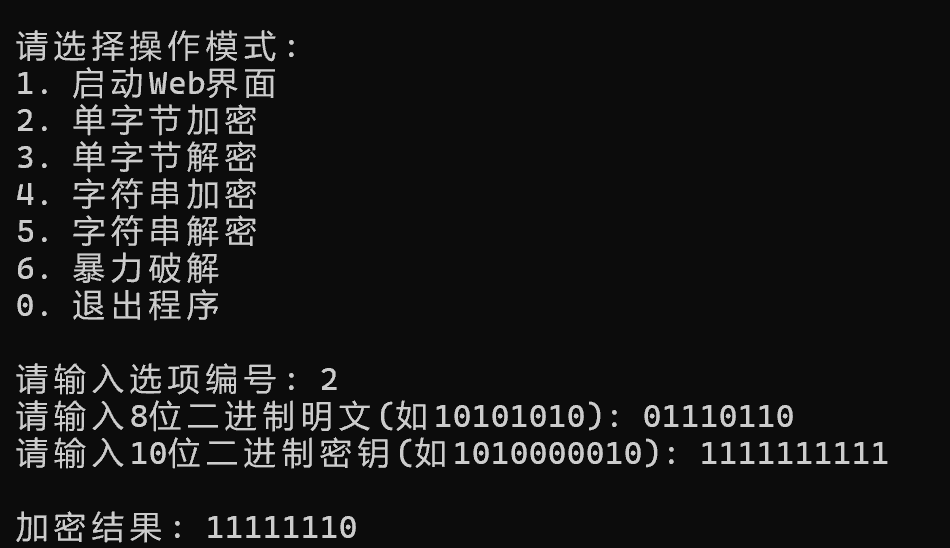 请选择操作模式:
1. 启动Web界面
2. 单字节加密
3. 单字节解密
4. 字符串加密
5. 字符串解密
6. 暴力破解
0. 退出程序
请输入选项编号: 2
请输入8位二进制明文(如10101010): 01110110
请输入10位二进制密钥(如1010000010): 1111111111
加密结果: 11111110